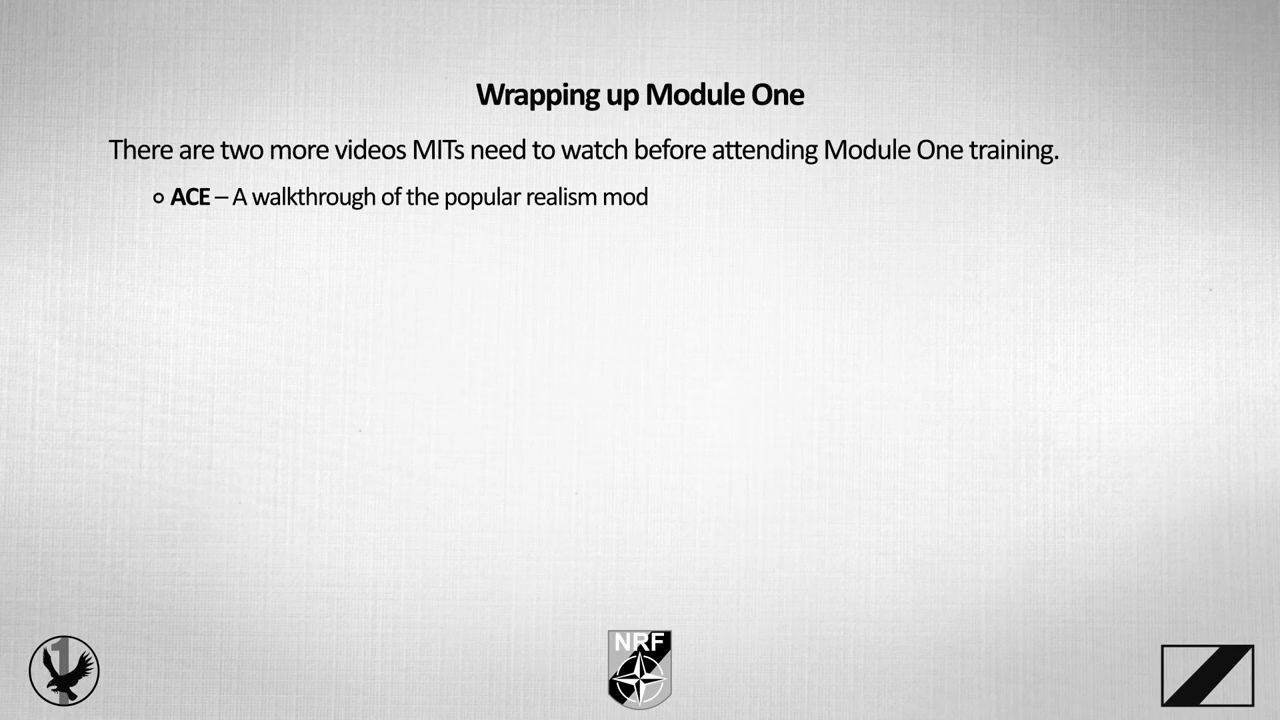 Wrapping up Module One
There are two more videos MITs need to watch before attending Module One training.
ACE – A walkthrough of the popular realism mod
1
NRF